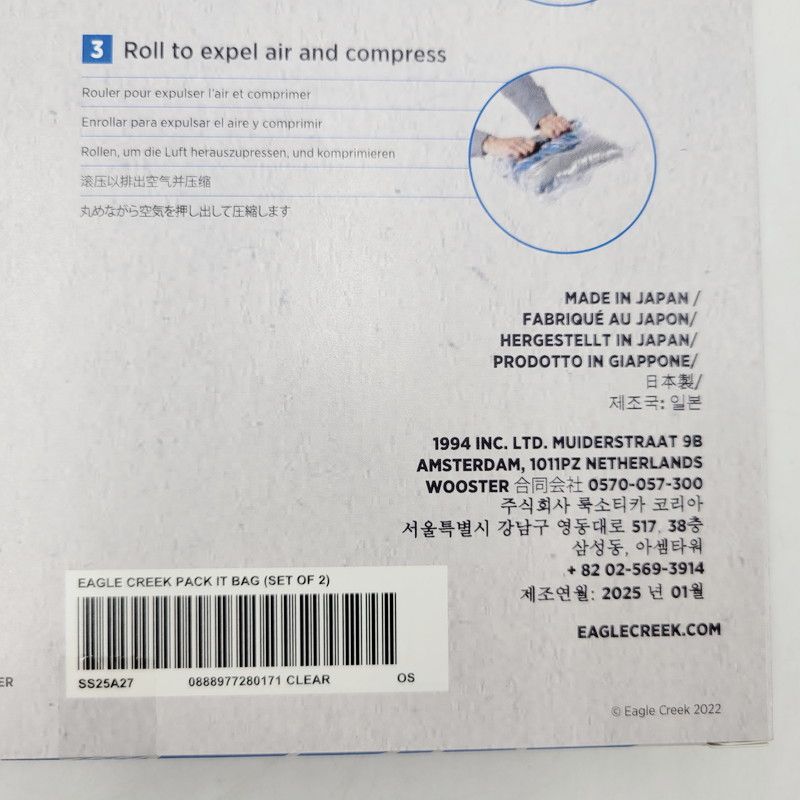 3 Roll to expel air and compress
Rouler pour expulser l'air et comprimer
Enrollar para expulsar el aire y comprimir
Rollen, um die Luft herauszupressen, und komprimieren
滚压以排出空气并压缩
丸めながら空気を押し出して圧縮します
MADE IN JAPAN /
FABRIQUÉ AU JAPON/
HERGESTELLT IN JAPAN/
PRODOTTO IN GIAPPONE/
日本製/
제조국: 일본
1994 INC. LTD. MUIDERSTRAAT 9B
AMSTERDAM, 1011PZ NETHERLANDS
WOOSTER 合同会社 0570-057-300
주식회사 룩소티카 코리아
서울특별시 강남구 영동대로 517, 38층
삼성동, 아셈타워
+ 82 02-569-3914
제조연월: 2025 년 01월
EAGLECREEK.COM
EAGLE CREEK PACK IT BAG (SET OF 2)
SS25A27 0888977280171 CLEAR OS
ER
© Eagle Creek 2022